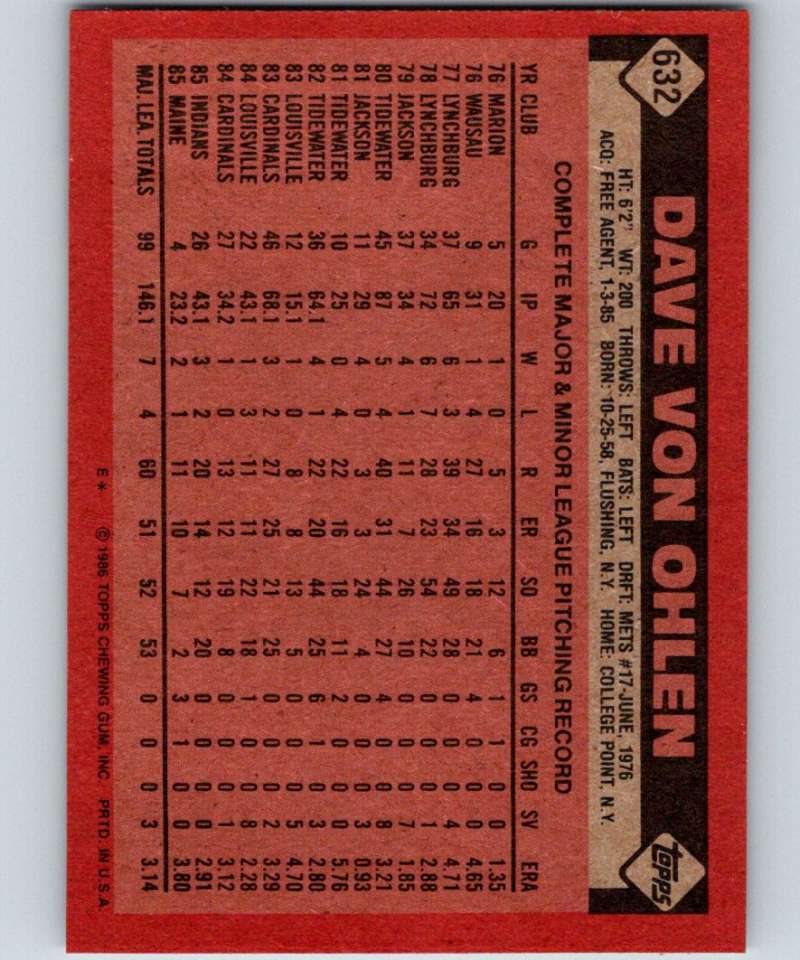 632
DAVE VON OHLEN
topps
HT: 6'2" WT: 200 THROWS: LEFT BATS: LEFT DRFT: METS #17-JUNE, 1976
ACQ: FREE AGENT, 1-3-85 BORN: 10-25-58, FLUSHING, N.Y. HOME: COLLEGE POINT, N.Y.
COMPLETE MAJOR & MINOR LEAGUE PITCHING RECORD
YR CLUB G IP W L R ER SO BB GS CG SHO SV ERA
76 MARION 5 20 1 0 5 3 12 6 1 1 0 0 1.35
76 WAUSAU 9 31 1 4 27 16 18 21 4 0 0 0 4.65
77 LYNCHBURG 37 65 6 3 39 34 49 28 0 0 0 4 4.71
78 LYNCHBURG 34 72 6 7 28 23 54 22 0 0 0 1 2.88
79 JACKSON 37 34 4 1 11 7 26 10 0 0 0 7 1.85
80 TIDEWATER 45 87 5 4 40 31 44 27 4 0 0 8 3.21
81 JACKSON 11 29 4 0 3 3 24 4 0 0 0 3 0.93
81 TIDEWATER 10 25 0 4 22 16 18 11 2 0 0 0 5.76
82 TIDEWATER 36 64.1 4 1 22 20 44 25 6 1 0 3 2.80
83 LOUISVILLE 12 15.1 1 0 8 8 13 5 0 0 0 5 4.70
83 CARDINALS 46 68.1 3 2 27 25 21 25 0 0 0 2 3.29
84 LOUISVILLE 22 43.1 1 3 11 11 22 18 1 0 0 8 2.28
84 CARDINALS 27 34.2 1 0 13 12 19 8 0 0 0 1 3.12
85 INDIANS 26 43.1 3 2 20 14 12 20 0 0 0 0 2.91
85 MAINE 4 23.2 2 1 11 10 7 2 3 1 0 0 3.80
MAJ. LEA. TOTALS 99 146.1 7 4 60 51 52 53 0 0 0 3 3.14
E* © 1986 TOPPS CHEWING GUM, INC. PRTD. IN U.S.A.